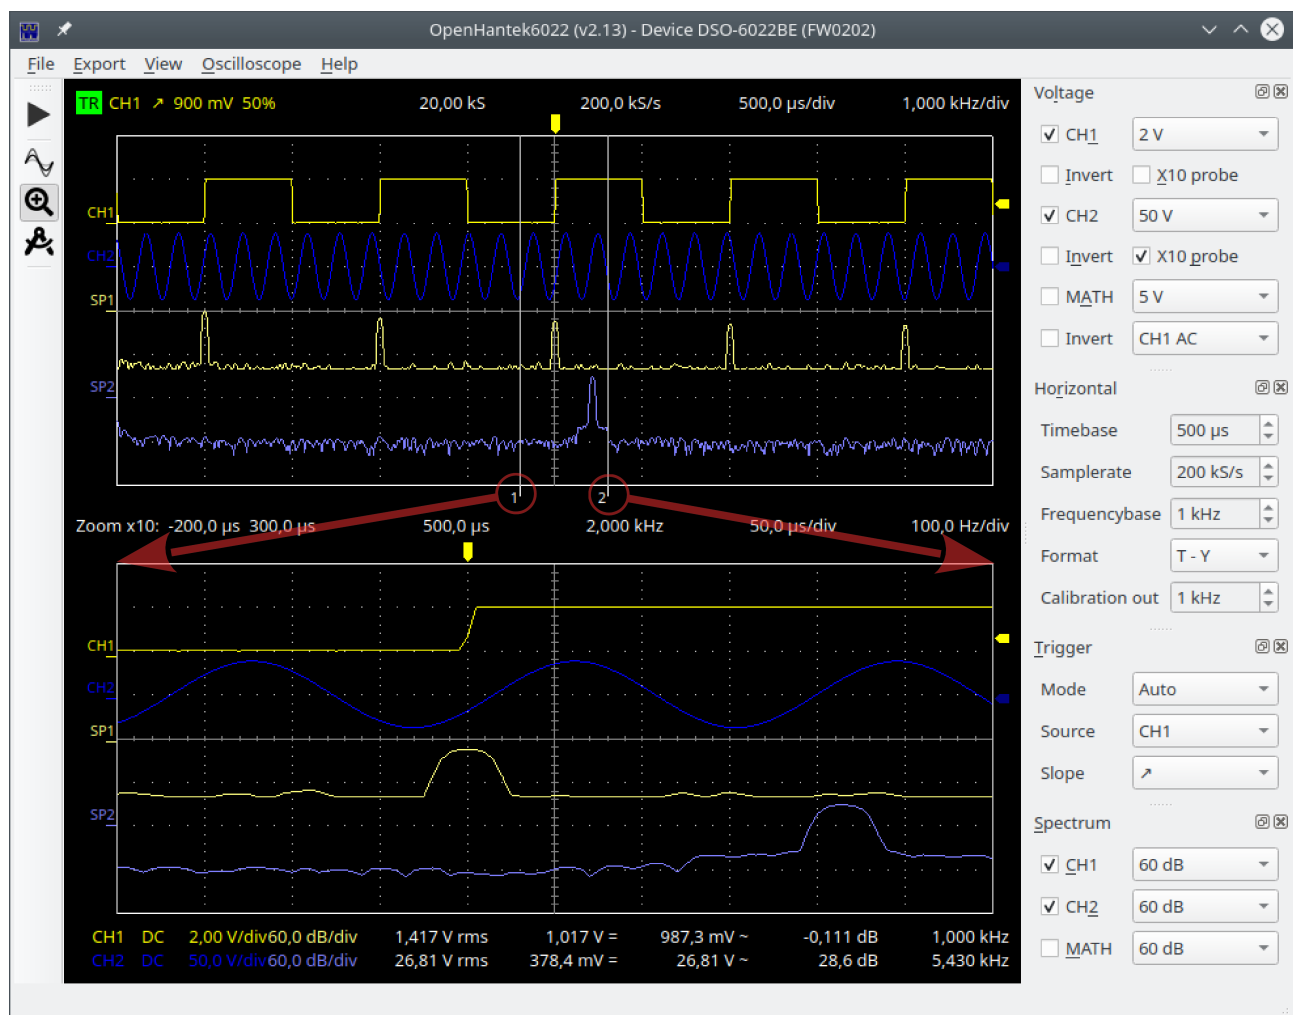 OpenHantek6022 (v2.13) - Device DSO-6022BE (FW0202)
File Export View Oscilloscope Help
TR CH1 ↗ 900 mV 50% 20,00 kS 200,0 kS/s 500,0 µs/div 1,000 kHz/div
CH1
CH2
SP1
SP2
1 2
Zoom x10: -200,0 µs 300,0 µs 500,0 µs 2,000 kHz 50,0 µs/div 100,0 Hz/div
CH1
CH2
SP1
SP2
CH1 DC 2,00 V/div 60,0 dB/div 1,417 V rms 1,017 V = 987,3 mV ~ -0,111 dB 1,000 kHz
CH2 DC 50,0 V/div 60,0 dB/div 26,81 V rms 378,4 mV = 26,81 V ~ 28,6 dB 5,430 kHz
Voltage
CH1 2 V
Invert X10 probe
CH2 50 V
Invert X10 probe
MATH 5 V
Invert CH1 AC
Horizontal
Timebase 500 µs
Samplerate 200 kS/s
Frequencybase 1 kHz
Format T - Y
Calibration out 1 kHz
Trigger
Mode Auto
Source CH1
Slope ↗
Spectrum
CH1 60 dB
CH2 60 dB
MATH 60 dB